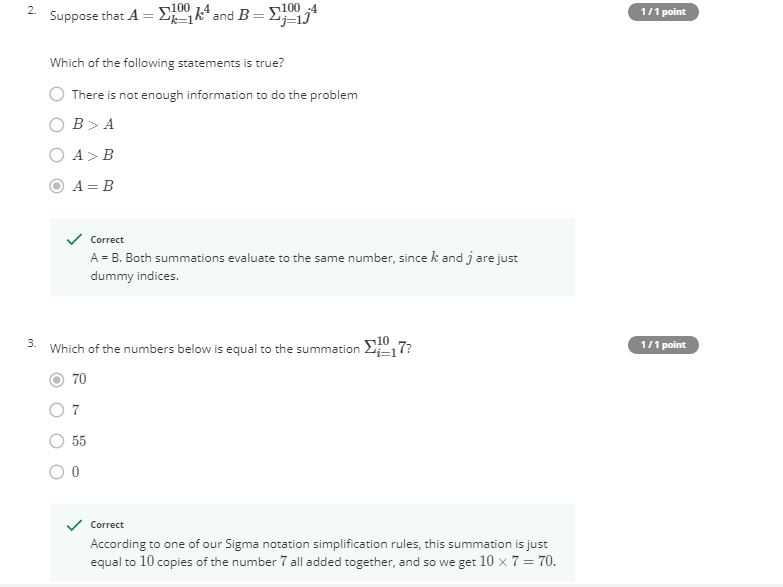 2. Suppose that A = Σ_{k=1}^{100} k^4 and B = Σ_{j=1}^{100} j^4 1 / 1 point
Which of the following statements is true?
There is not enough information to do the problem
B > A
A > B
A = B
Correct
A = B. Both summations evaluate to the same number, since k and j are just
dummy indices.
3. Which of the numbers below is equal to the summation Σ_{i=1}^{10} 7? 1 / 1 point
70
7
55
0
Correct
According to one of our Sigma notation simplification rules, this summation is just
equal to 10 copies of the number 7 all added together, and so we get 10 × 7 = 70.